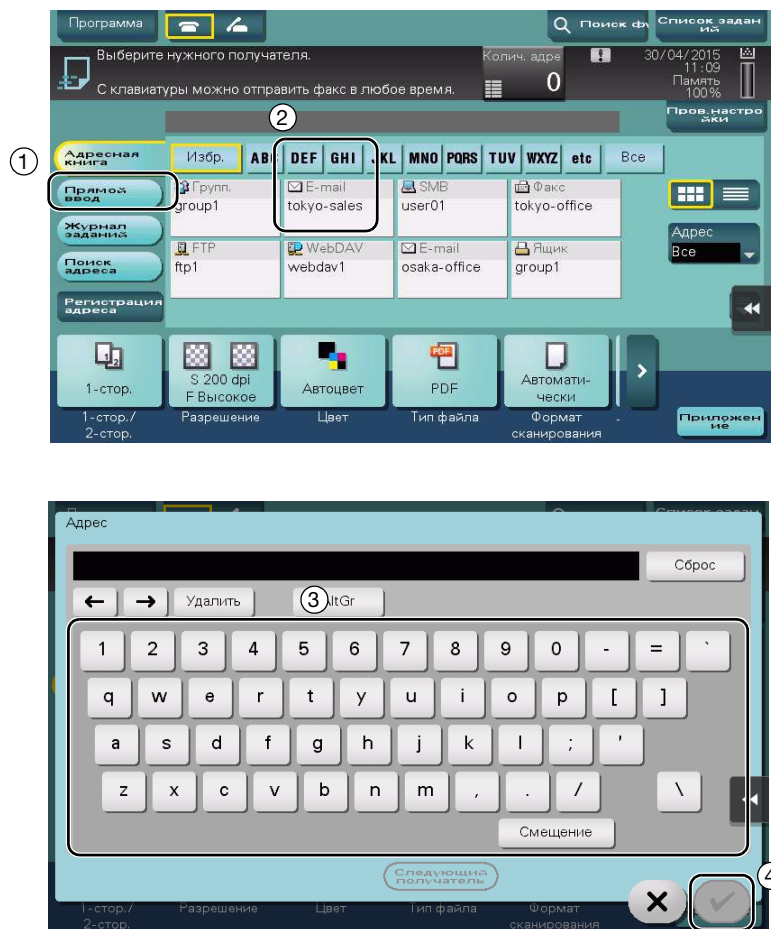 Программа
Поиск фу
Список задан
ий
Выберите нужного получателя.
С клавиатуры можно отправить факс в любое время.
Колич. адре
0
30/04/2015
11:09
Память
100%
Пров.настро
йки
②
①
Адресная
книга
Избр.
ABC
DEF
GHI
JKL
MNO
PQRS
TUV
WXYZ
etc
Все
Прямой
ввод
Групп.
group1
E-mail
tokyo-sales
SMB
user01
Факс
tokyo-office
Журнал
заданий
Адрес
Все
Поиск
адреса
FTP
ftp1
WebDAV
webdav1
E-mail
osaka-office
Ящик
group1
Регистрация
адреса
1-стор.
S 200 dpi
F Высокое
Автоцвет
PDF
PDF
Автомати-
чески
1-стор./
2-стор.
Разрешение
Цвет
Тип файла
Формат
сканирования
Приложен
ие
Адрес
Сброс
← → Удалить
③
AltGr
1 2 3 4 5 6 7 8 9 0 - = `
q w e r t y u i o p [ ]
a s d f g h j k l ; '
z x c v b n m , . / \
Смещение
Следующий
получатель
④
1-стор./
2-стор.
Разрешение
Цвет
Тип файла
Формат
сканирования